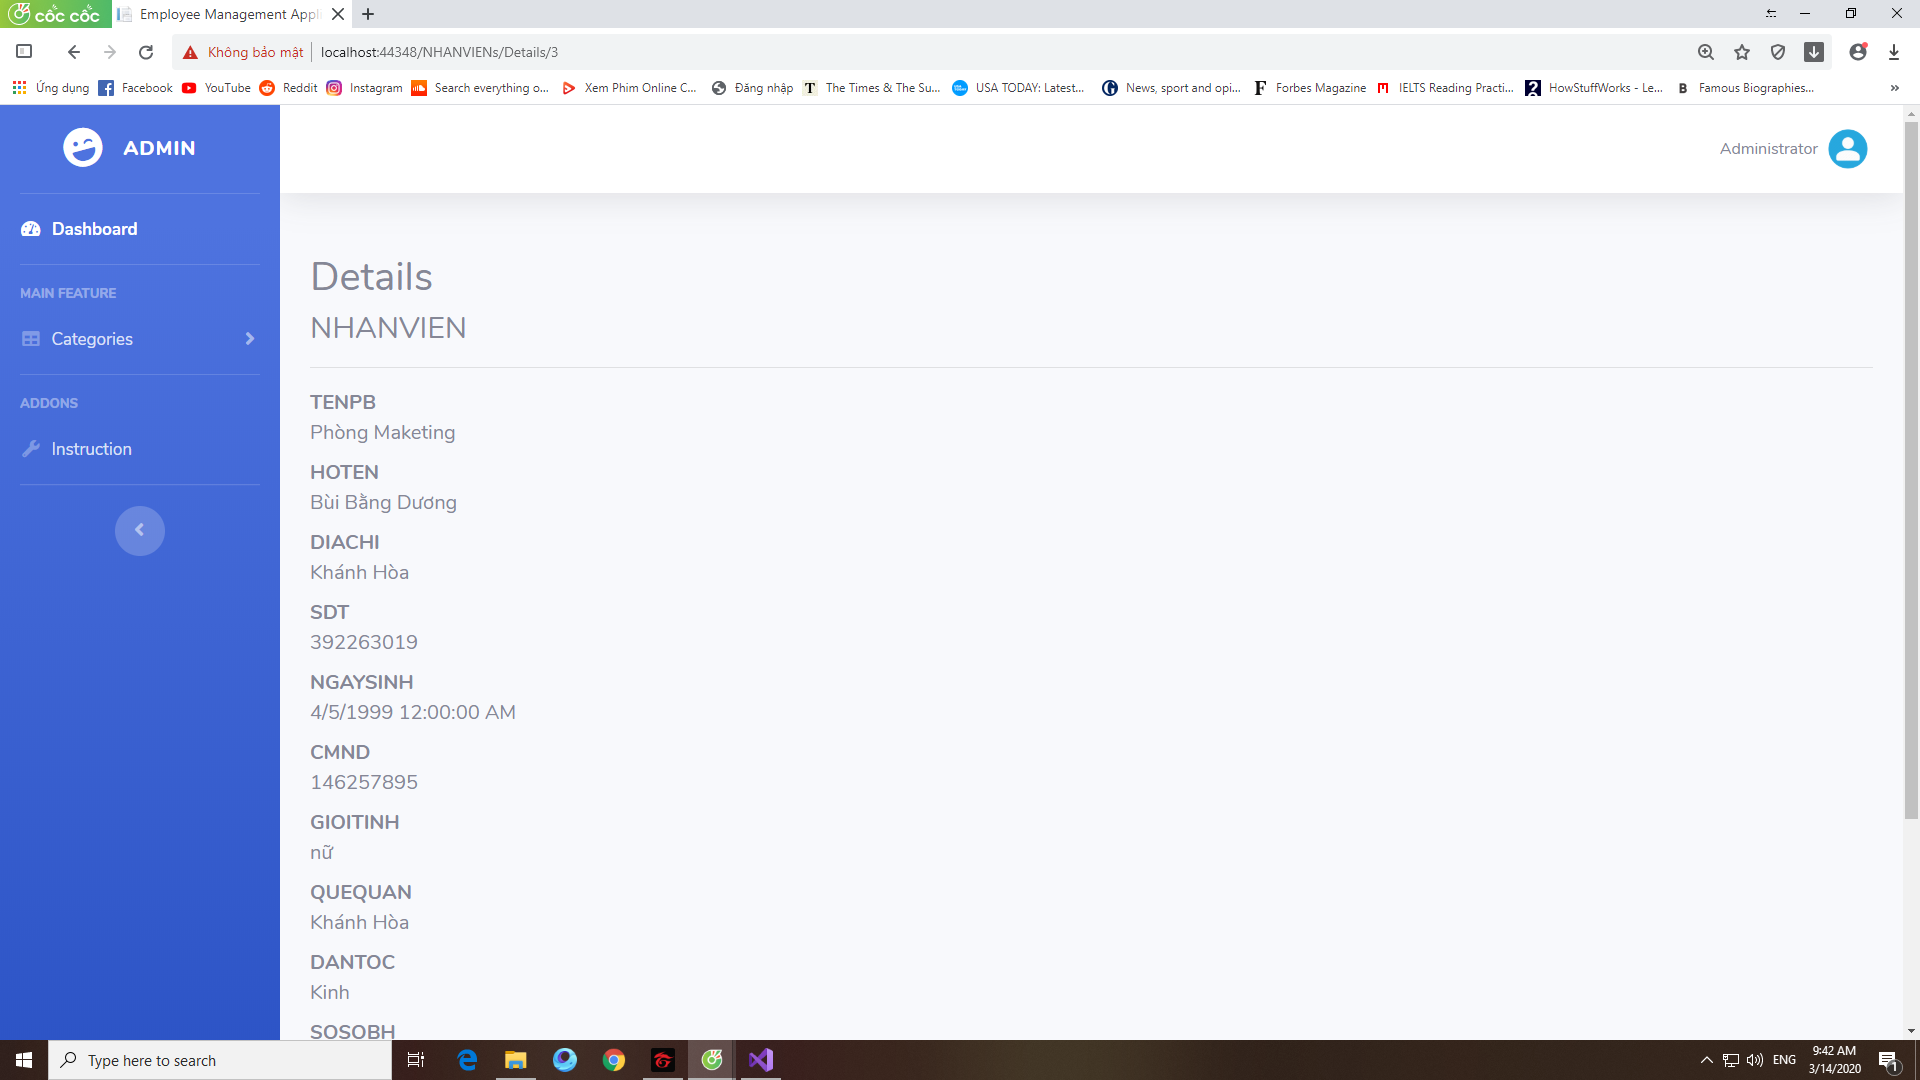 cốc cốc
Employee Management Appli
Không bảo mật
localhost:44348/NHANVIENs/Details/3
Ứng dụng
Facebook
YouTube
Reddit
Instagram
Search everything o...
Xem Phim Online C...
Đăng nhập
T
The Times & The Su...
USA TODAY: Latest...
News, sport and opi...
F
Forbes Magazine
IELTS Reading Practi...
?
HowStuffWorks - Le...
B
Famous Biographies...
»
ADMIN
Administrator
Dashboard
MAIN FEATURE
Categories
ADDONS
Instruction
Details
NHANVIEN
TENPB
Phòng Maketing
HOTEN
Bùi Bằng Dương
DIACHI
Khánh Hòa
SDT
392263019
NGAYSINH
4/5/1999 12:00:00 AM
CMND
146257895
GIOITINH
nữ
QUEQUAN
Khánh Hòa
DANTOC
Kinh
SOSOBH
Type here to search
ENG
9:42 AM
3/14/2020
1